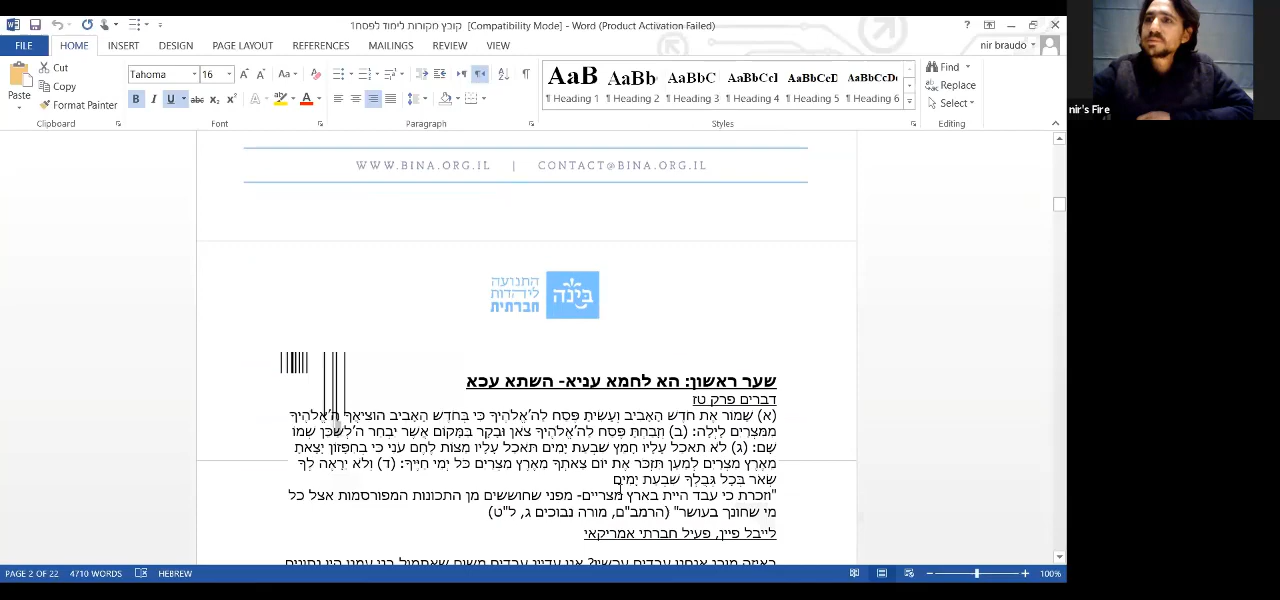 קובץ מקורות לימוד לפסח1 [Compatibility Mode] - Word (Product Activation Failed)
FILE HOME INSERT DESIGN PAGE LAYOUT REFERENCES MAILINGS REVIEW VIEW nir braudo
Paste Cut Copy Format Painter
Tahoma 16
AaB AaBb AaBbC AaBbCcI AaBbCcD AaBbCcDı
¶ Heading 1 ¶ Heading 2 ¶ Heading 3 ¶ Heading 4 ¶ Heading 5 ¶ Heading 6
Find Replace Select
Clipboard Font Paragraph Styles Editing
nir's Fire
WWW.BINA.ORG.IL | CONTACT@BINA.ORG.IL
בינה
התנועה
ליהדות
חברתית
שער ראשון: הא לחמא עניא- השתא עכא
דברים פרק טז
(א) שָׁמוֹר אֶת חֹדֶשׁ הָאָבִיב וְעָשִׂיתָ פֶּסַח לַה'אֱלֹהֶיךָ כִּי בְּחֹדֶשׁ הָאָבִיב הוֹצִיאֲךָ ה'אֱלֹהֶיךָ
מִמִּצְרַיִם לָיְלָה: (ב) וְזָבַחְתָּ פֶּסַח לַה'אֱלֹהֶיךָ צֹאן וּבָקָר בַּמָּקוֹם אֲשֶׁר יִבְחַר ה'לְשַׁכֵּן שְׁמוֹ
שָׁם: (ג) לֹא תֹאכַל עָלָיו חָמֵץ שִׁבְעַת יָמִים תֹּאכַל עָלָיו מַצּוֹת לֶחֶם עֹנִי כִּי בְחִפָּזוֹן יָצָאתָ
מֵאֶרֶץ מִצְרַיִם לְמַעַן תִּזְכֹּר אֶת יוֹם צֵאתְךָ מֵאֶרֶץ מִצְרַיִם כֹּל יְמֵי חַיֶּיךָ: (ד) וְלֹא יֵרָאֶה לְךָ
שְׂאֹר בְּכָל גְּבֻלְךָ שִׁבְעַת יָמִים
"וזכרת כי עבד היית בארץ מצריים- מפני שחוששים מן התכונות המפורסמות אצל כל
מי שחונך בעושר" (הרמב"ם, מורה נבוכים ג, ל"ט)
לייבל פיין, פעיל חברתי אמריקאי
PAGE 2 OF 22 4710 WORDS HEBREW 100%